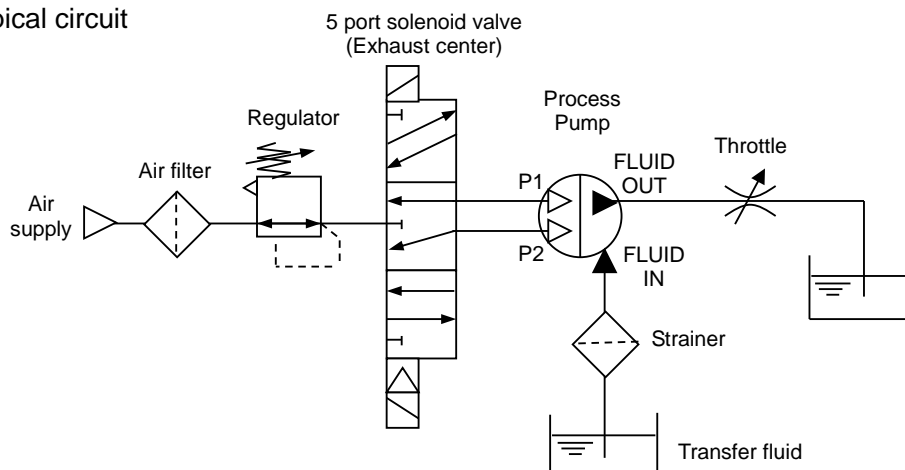 pical circuit
5 port solenoid valve
(Exhaust center)
Process
Pump
Regulator
Throttle
Air filter
FLUID
OUT
P1
Air
supply
P2
FLUID
IN
Strainer
Transfer fluid